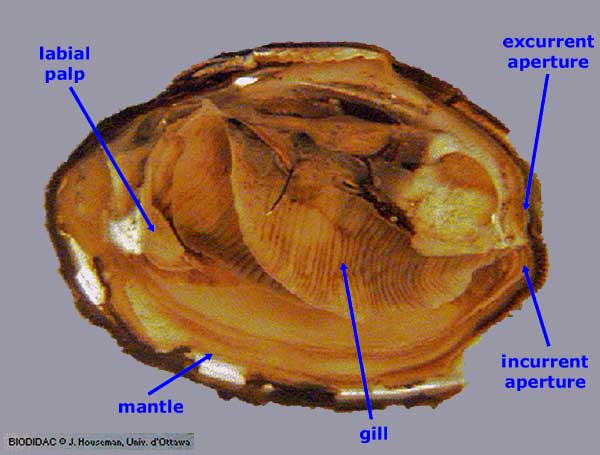 labial
palp
excurrent
aperture
mantle
gill
incurrent
aperture
BIODIDAC © J. Houseman, Univ. d'Ottawa